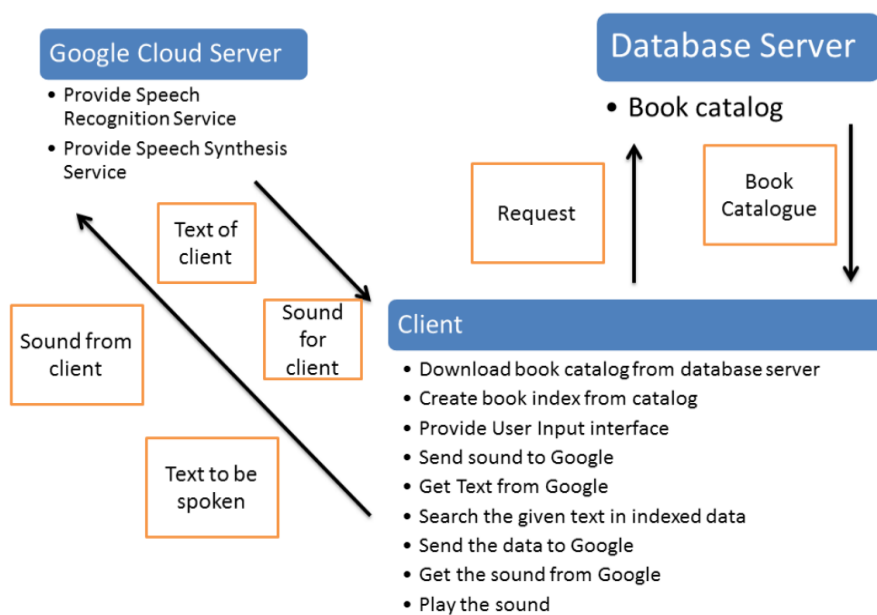 Google Cloud Server
• Provide Speech
Recognition Service
• Provide Speech Synthesis
Service
Database Server
• Book catalog
Request
Book
Catalogue
Text of
client
Sound
for
client
Sound from
client
Text to be
spoken
Client
• Download book catalog from database server
• Create book index from catalog
• Provide User Input interface
• Send sound to Google
• Get Text from Google
• Search the given text in indexed data
• Send the data to Google
• Get the sound from Google
• Play the sound